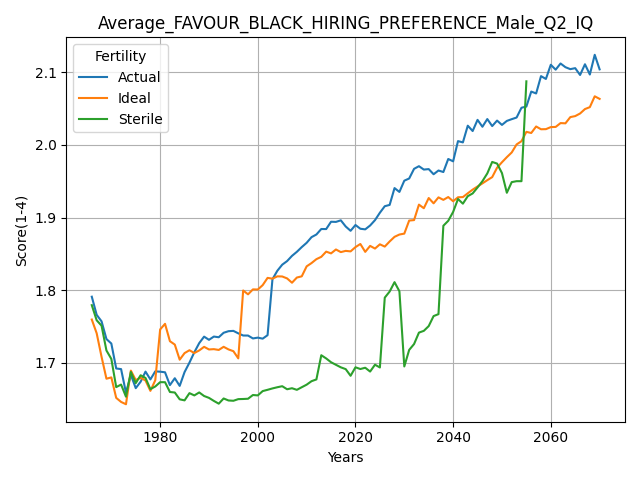 Average_FAVOUR_BLACK_HIRING_PREFERENCE_Male_Q2_IQ
Fertility
Actual
Ideal
Sterile
Score(1-4)
2.1
2.0
1.9
1.8
1.7
1980
2000
2020
2040
2060
Years